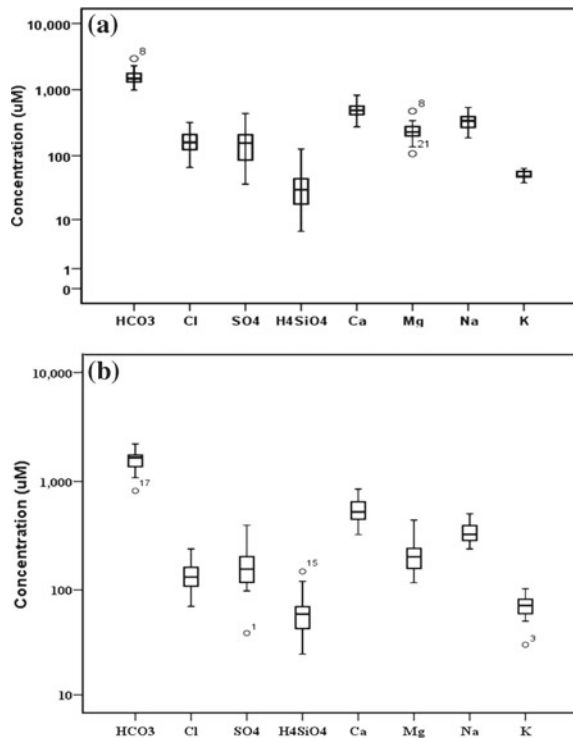 (a)
10,000
1,000
100
10
1
0
Concentration (uM)
8
8
21
HCO3 Cl SO4 H4SiO4 Ca Mg Na K
(b)
10,000
1,000
100
10
Concentration (uM)
17
1
15
3
HCO3 Cl SO4 H4SiO4 Ca Mg Na K